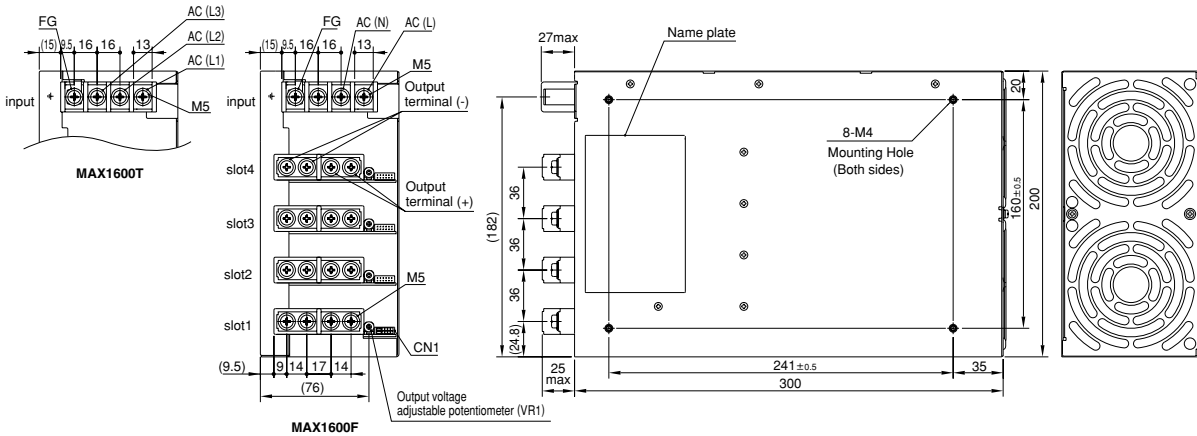 FG
AC (L3)
AC (L2)
AC (L1)
(15)
9.5
16
16
13
input
M5
MAX1600T
FG
AC (N)
AC (L)
(15)
9.5
16
16
13
M5
input
Output
terminal (-)
slot4
Output
terminal (+)
slot3
slot2
M5
slot1
CN1
(9.5)
9
14
17
14
(76)
Output voltage
adjustable potentiometer (VR1)
MAX1600F
27max
Name plate
20
8-M4
Mounting Hole
(Both sides)
36
36
36
(182)
(24.8)
160±0.5
200
25
max
241±0.5
35
300